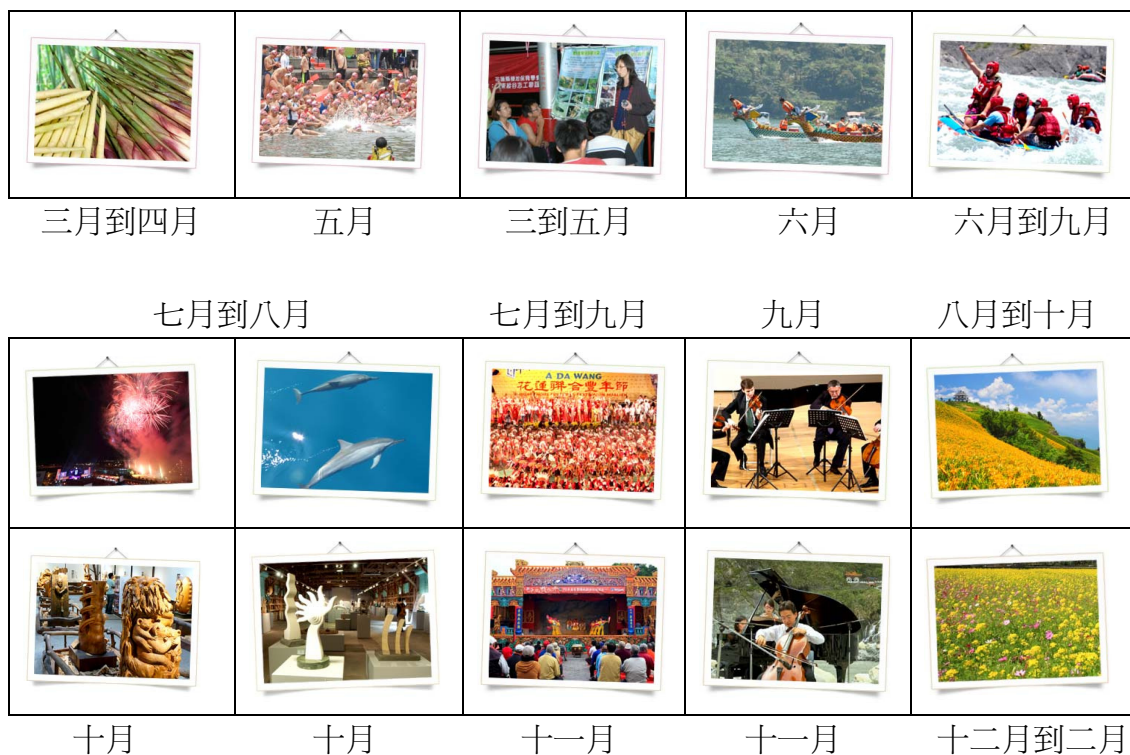 三月到四月 五月 三到五月 六月 六月到九月
七月到八月 七月到九月 九月 八月到十月
A DA WANG
花蓮聯合豐年節
十月 十月 十一月 十一月 十二月到二月